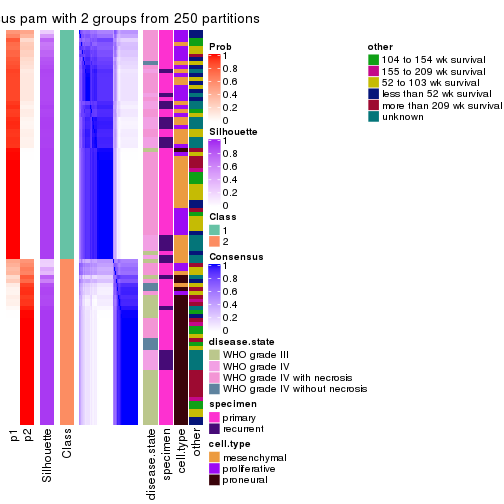 us pam with 2 groups from 250 partitions
Prob
1
0.8
0.6
0.4
0.2
0
Silhouette
1
0.8
0.6
0.4
0.2
0
Class
1
2
Consensus
1
0.8
0.6
0.4
0.2
0
disease.state
WHO grade III
WHO grade IV
WHO grade IV with necrosis
WHO grade IV without necrosis
specimen
primary
recurrent
cell.type
mesenchymal
proliferative
proneural
other
104 to 154 wk survival
155 to 209 wk survival
52 to 103 wk survival
less than 52 wk survival
more than 209 wk survival
unknown
p1
p2
Silhouette
Class
disease.state
specimen
cell.type
other